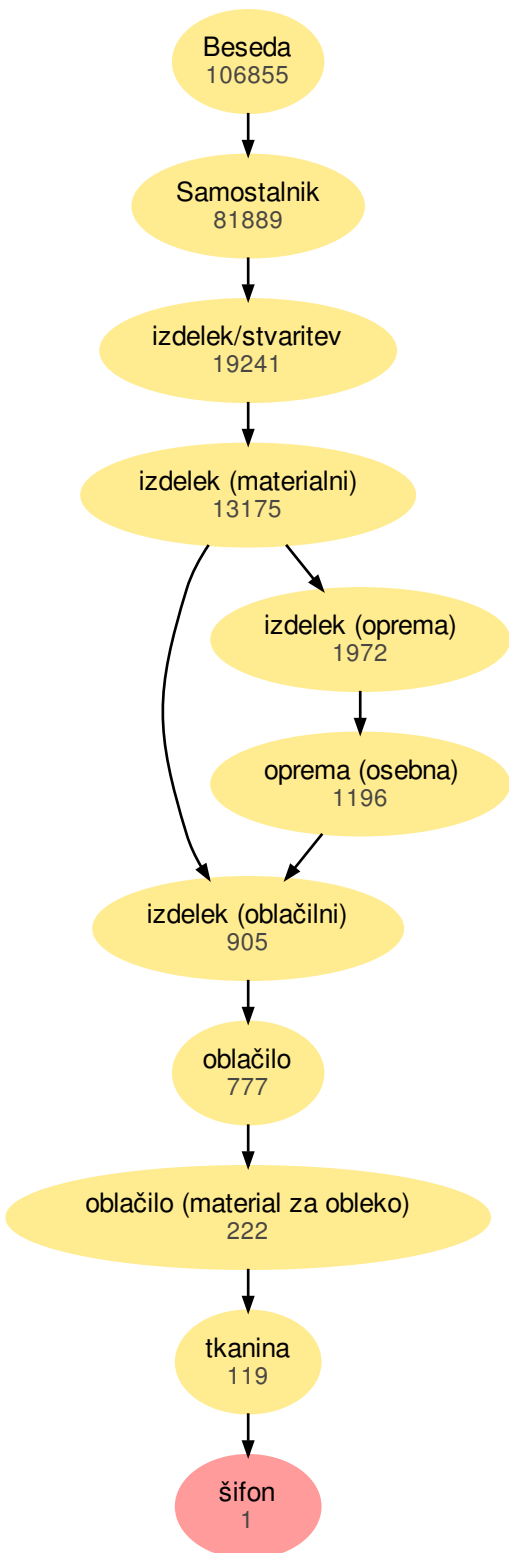 Beseda
106855
Samostalnik
81889
izdelek/stvaritev
19241
izdelek (materialni)
13175
izdelek (oprema)
1972
oprema (osebna)
1196
izdelek (oblačilni)
905
oblačilo
777
oblačilo (material za obleko)
222
tkanina
119
šifon
1